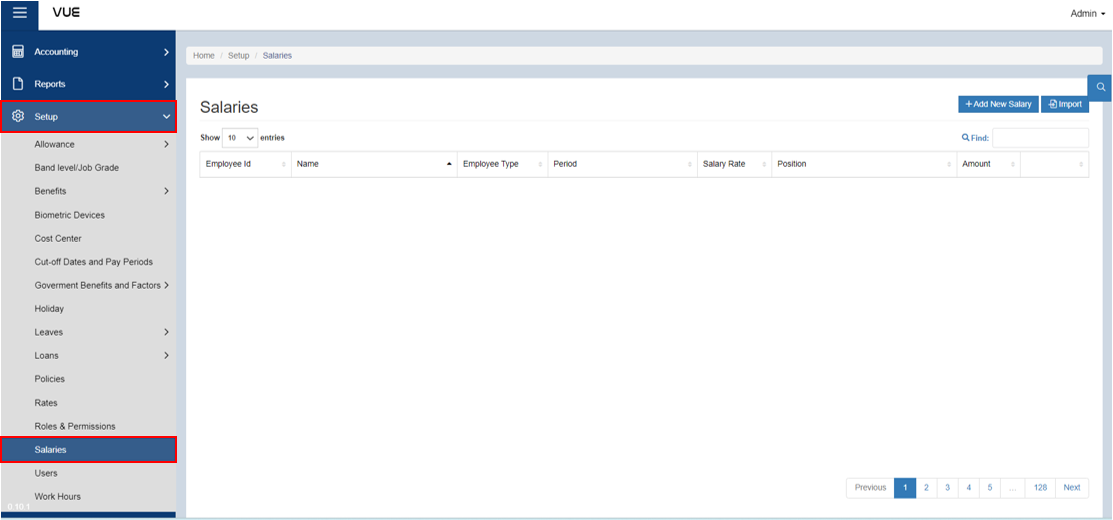 VUE
Admin
Accounting
Reports
Setup
Allowance
Band level/Job Grade
Benefits
Biometric Devices
Cost Center
Cut-off Dates and Pay Periods
Goverment Benefits and Factors
Holiday
Leaves
Loans
Policies
Rates
Roles & Permissions
Salaries
Users
Work Hours
0.10.1
Home / Setup / Salaries
Salaries
+ Add New Salary Import
Show 10 entries Find:
Employee Id Name Employee Type Period Salary Rate Position Amount
Previous 1 2 3 4 5 ... 128 Next